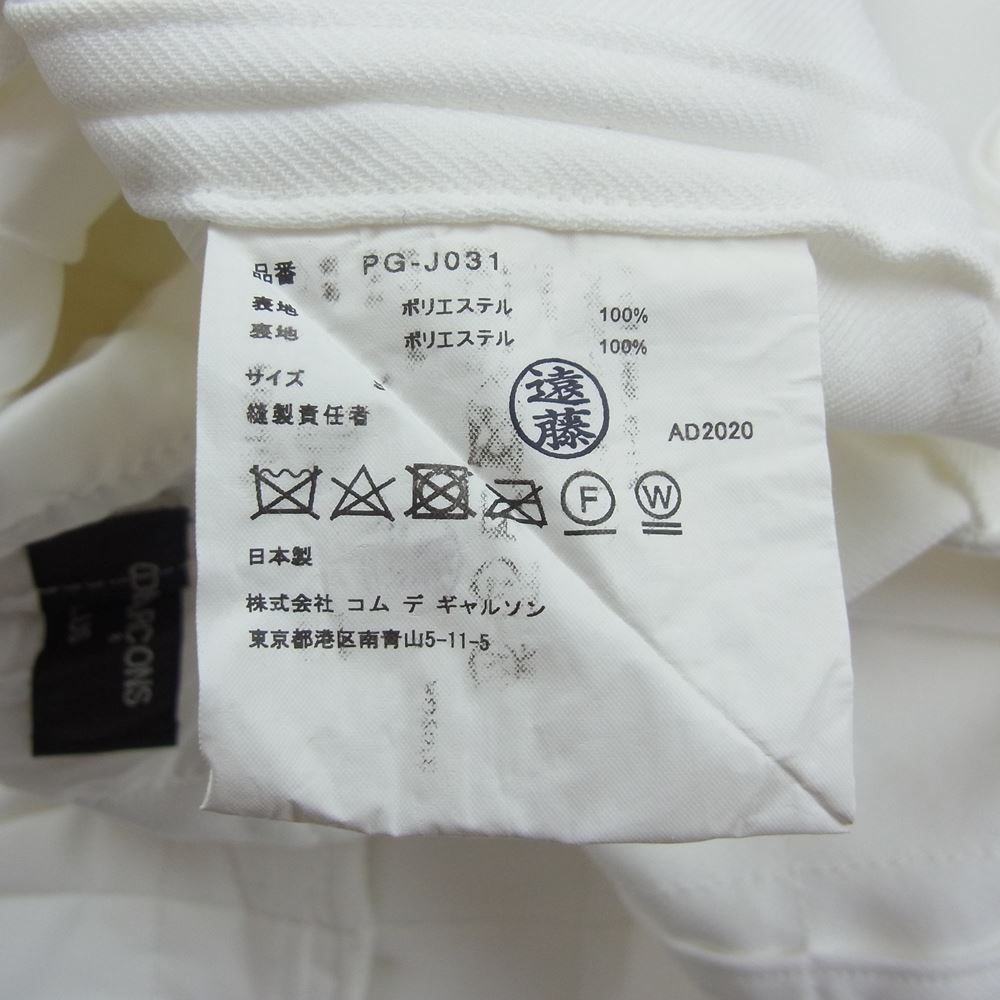 品番 PG-J031
表地 ポリエステル 100%
裏地 ポリエステル 100%
サイズ
縫製責任者 遠藤 AD2020
F W
日本製
株式会社 コム デ ギャルソン
東京都港区南青山5-11-5
GARÇONS